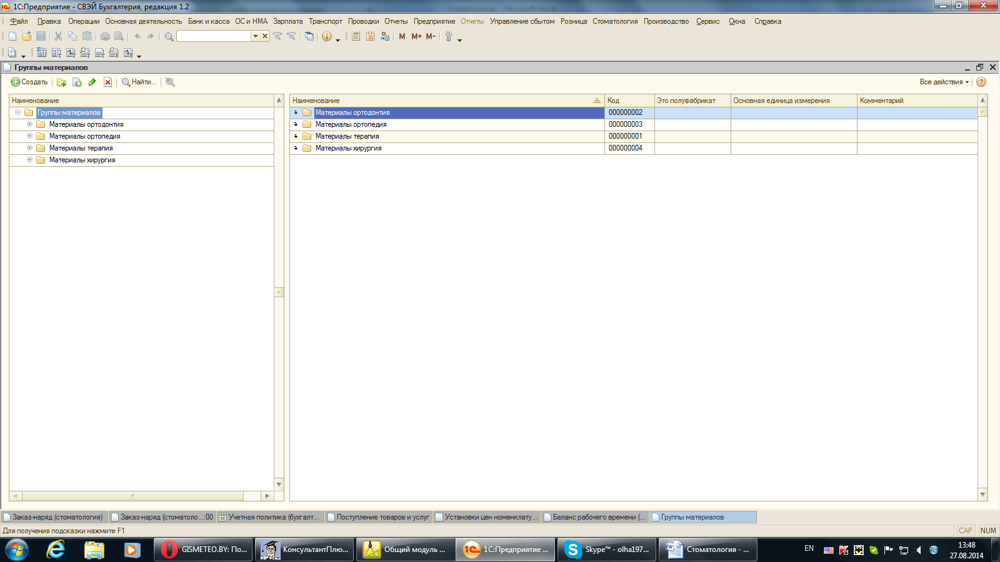 1С:Предприятие - СВЭЙ Бухгалтерия, редакция 1.2
Файл Правка Операции Основная деятельность Банк и касса ОС и НМА Зарплата Транспорт Проводки Отчеты Предприятие Отчеты Управление сбытом Розница Стоматология Производство Сервис Окна Справка
31 M M+ M-
Группы материалов
Создать Найти... Все действия
Наименование
Группы материалов
Материалы ортодонтия
Материалы ортопедия
Материалы терапия
Материалы хирургия
Наименование Код Это полуфабрикат Основная единица измерения Комментарий
Материалы ортодонтия 000000002
Материалы ортопедия 000000003
Материалы терапия 000000001
Материалы хирургия 000000004
Заказ-наряд (стоматология) Заказ-наряд (стоматоло...:00 Учетная политика (бухгалт... Поступление товаров и услуг Установки цен номенклату... Баланс рабочего времени (... Группы материалов
Для получения подсказки нажмите F1 CAP NUM
GISMETEO.BY: По... КонсультантПлю... Общий модуль ... 1С:Предприятие ... Skype™ - olha197... Стоматология - ... EN 13:48
27.08.2014